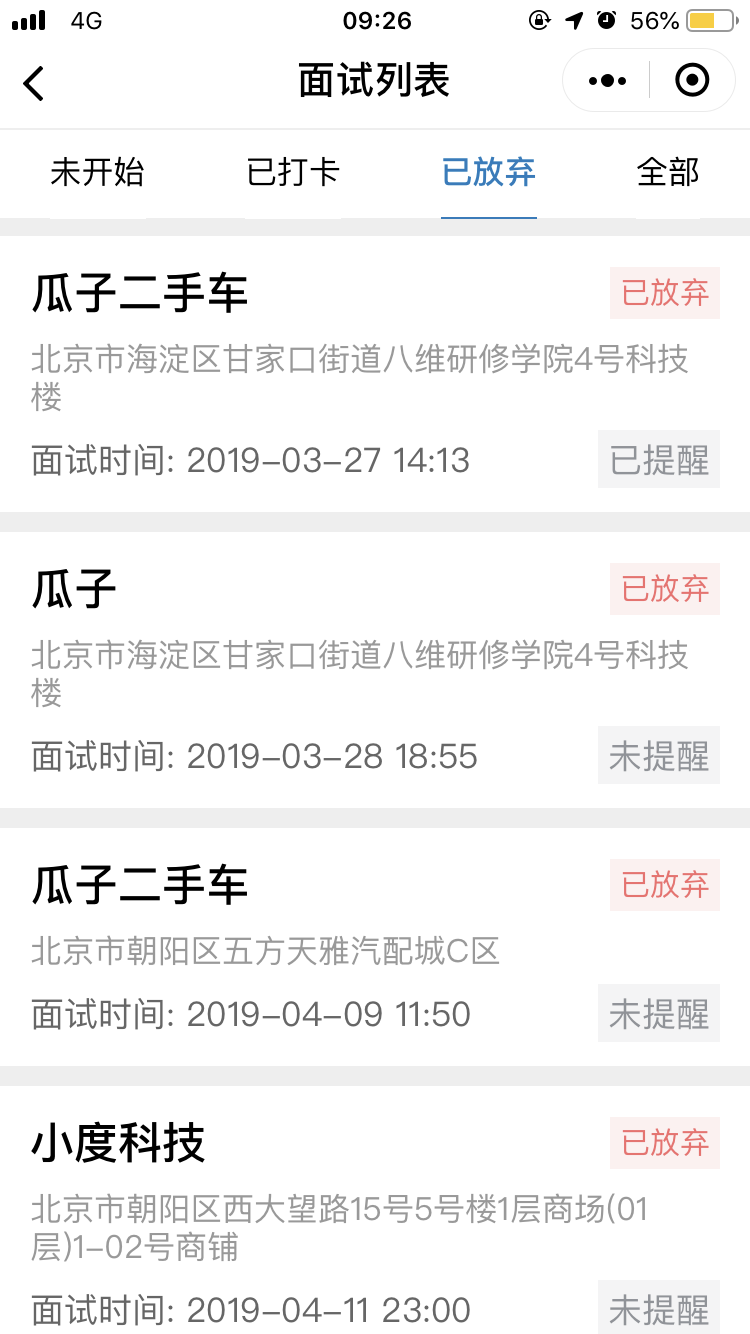 4G 09:26 56%
面试列表
未开始 已打卡 已放弃 全部
瓜子二手车 已放弃
北京市海淀区甘家口街道八维研修学院4号科技
楼
面试时间: 2019-03-27 14:13 已提醒
瓜子 已放弃
北京市海淀区甘家口街道八维研修学院4号科技
楼
面试时间: 2019-03-28 18:55 未提醒
瓜子二手车 已放弃
北京市朝阳区五方天雅汽配城C区
面试时间: 2019-04-09 11:50 未提醒
小度科技 已放弃
北京市朝阳区西大望路15号5号楼1层商场(01
层)1-02号商铺
面试时间: 2019-04-11 23:00 未提醒